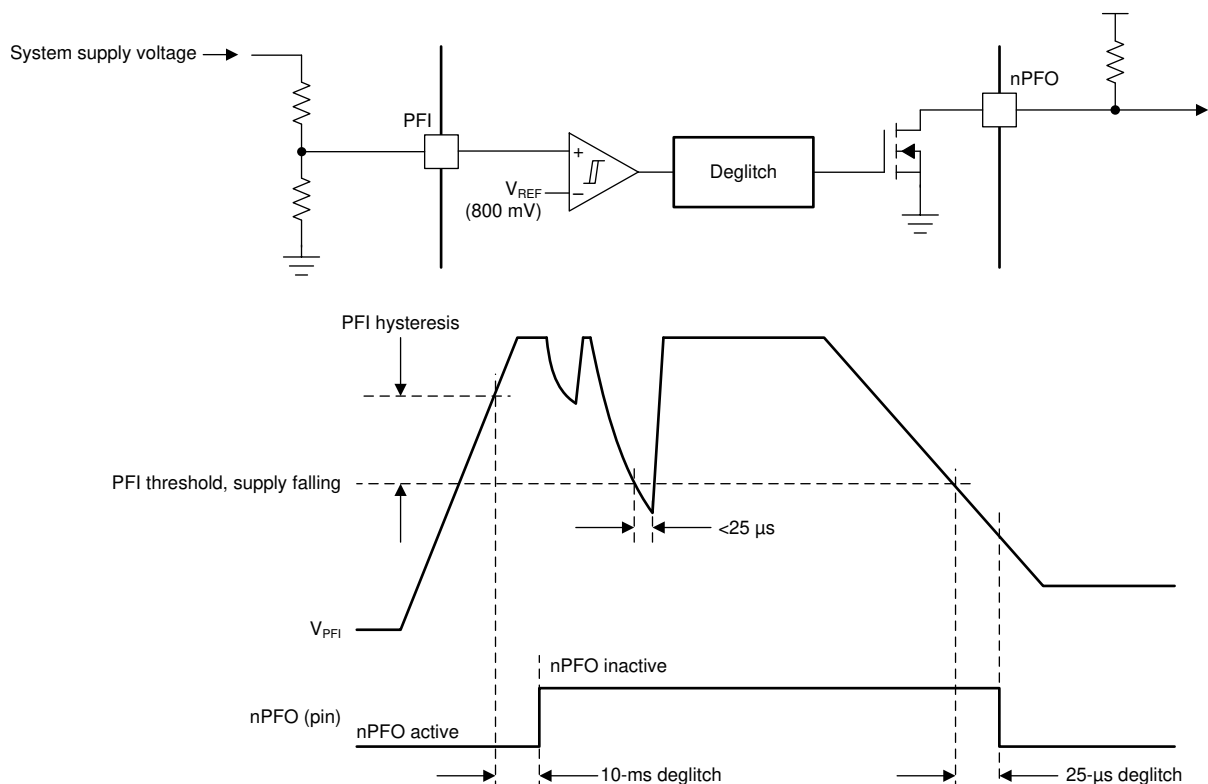 System supply voltage
PFI
nPFO
+
VREF
(800 mV)
−
Deglitch
PFI hysteresis
PFI threshold, supply falling
<25 µs
VPFI
nPFO inactive
nPFO (pin)
nPFO active
10-ms deglitch
25-µs deglitch